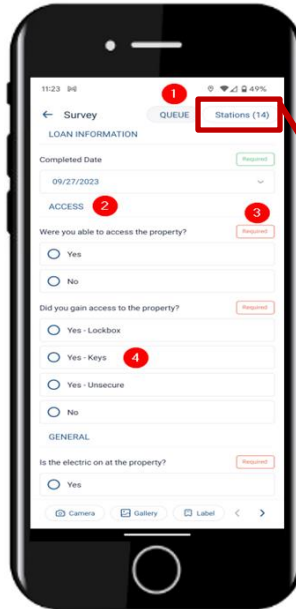 11:23
49%
1
Survey QUEUE Stations (14)
LOAN INFORMATION
Completed Date Required
09/27/2023
ACCESS 2
3
Were you able to access the property? Required
Yes
No
Did you gain access to the property? Required
Yes - Lockbox
Yes - Keys 4
Yes - Unsecure
No
GENERAL
Is the electric on at the property? Required
Yes
Camera Gallery Label